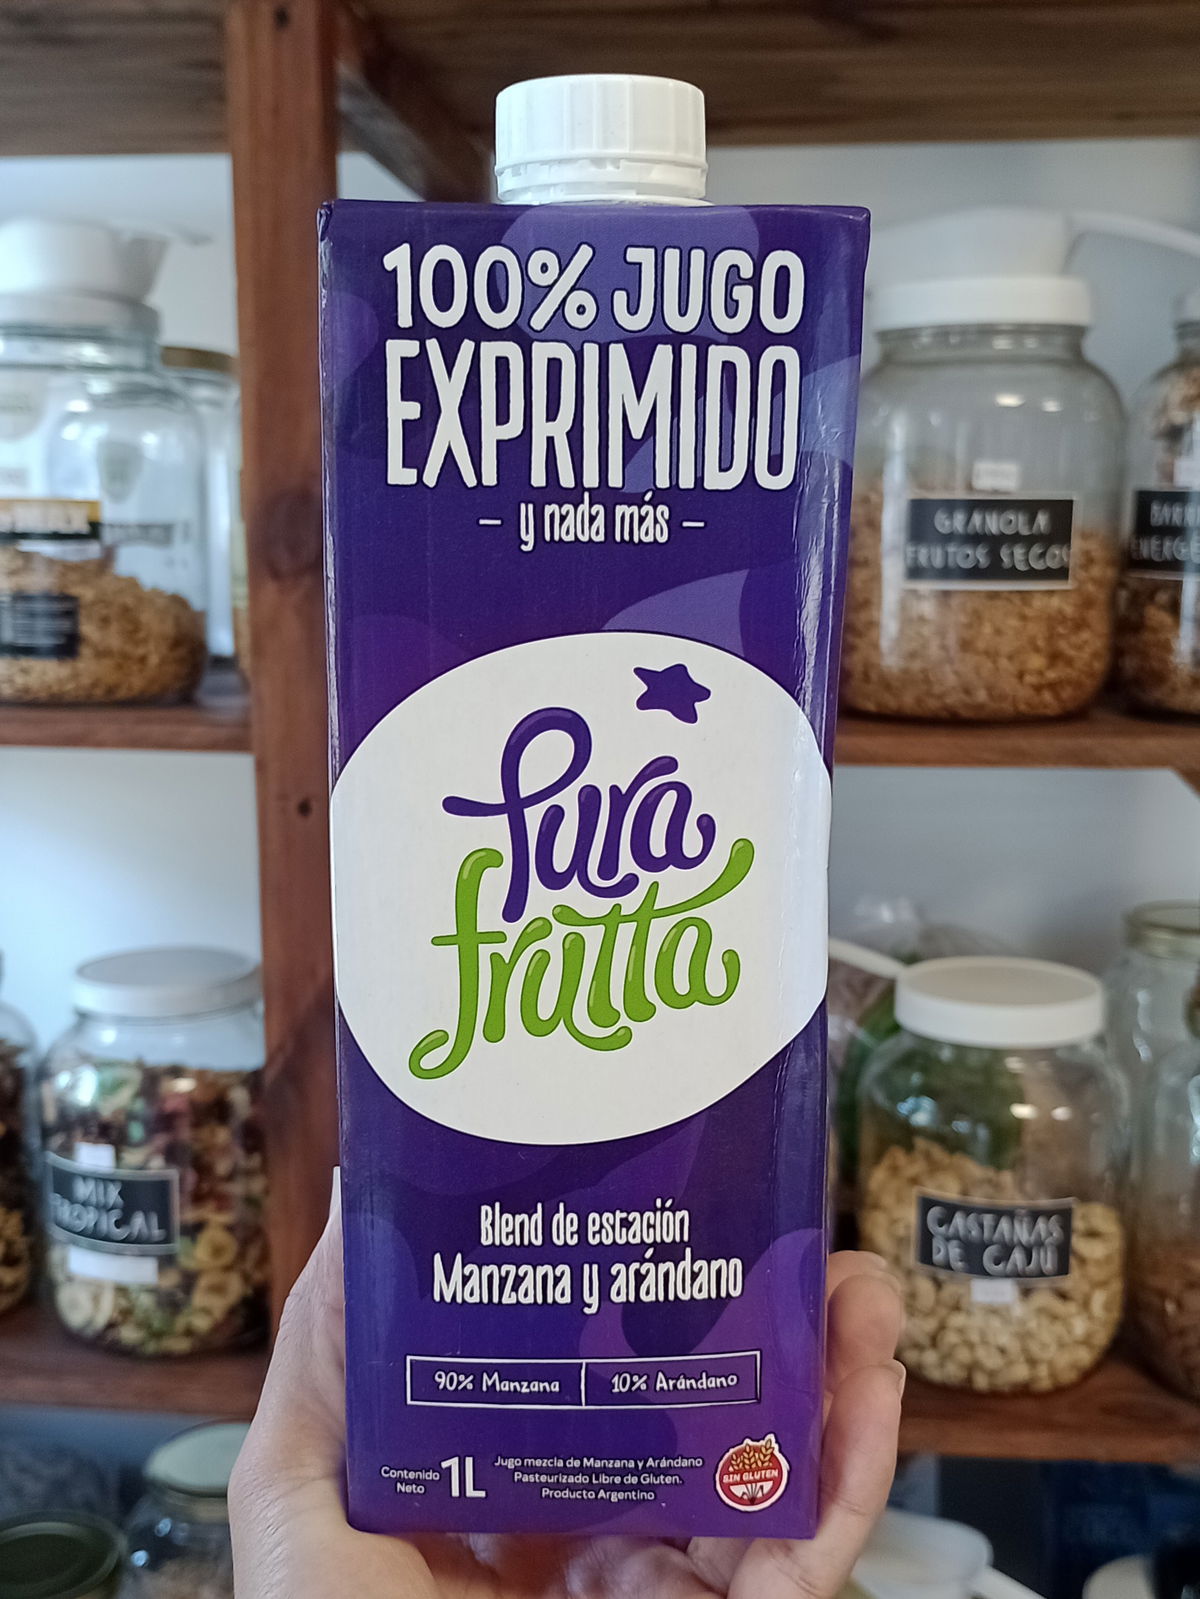 100% JUGO
EXPRIMIDO
– y nada más –
Pura
frutta
Blend de estación
Manzana y arándano
90% Manzana
10% Arándano
Contenido
Neto
1L
Jugo mezcla de Manzana y Arándano
Pasteurizado Libre de Gluten.
Producto Argentino
SIN GLUTEN
GRANOLA
FRUTOS SECOS
MIX
TROPICAL
CASTAÑAS
DE CAJÚ